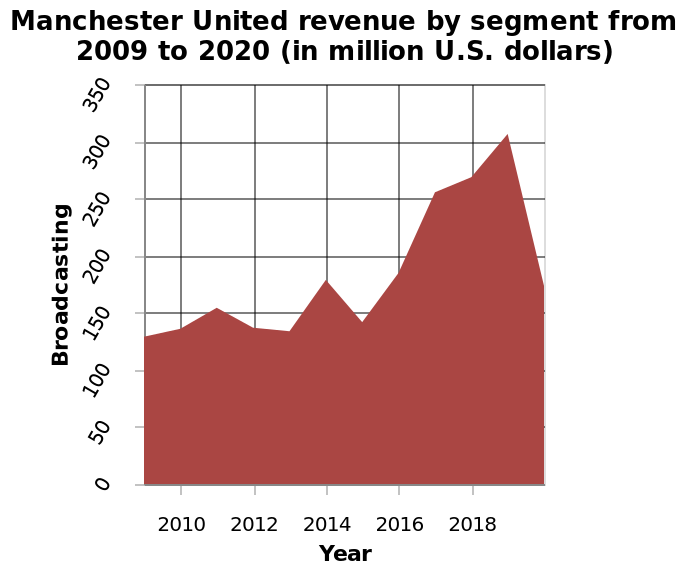 Manchester United revenue by segment from
2009 to 2020 (in million U.S. dollars)
350
300
250
200
150
100
50
0
Broadcasting
2010 2012 2014 2016 2018
Year